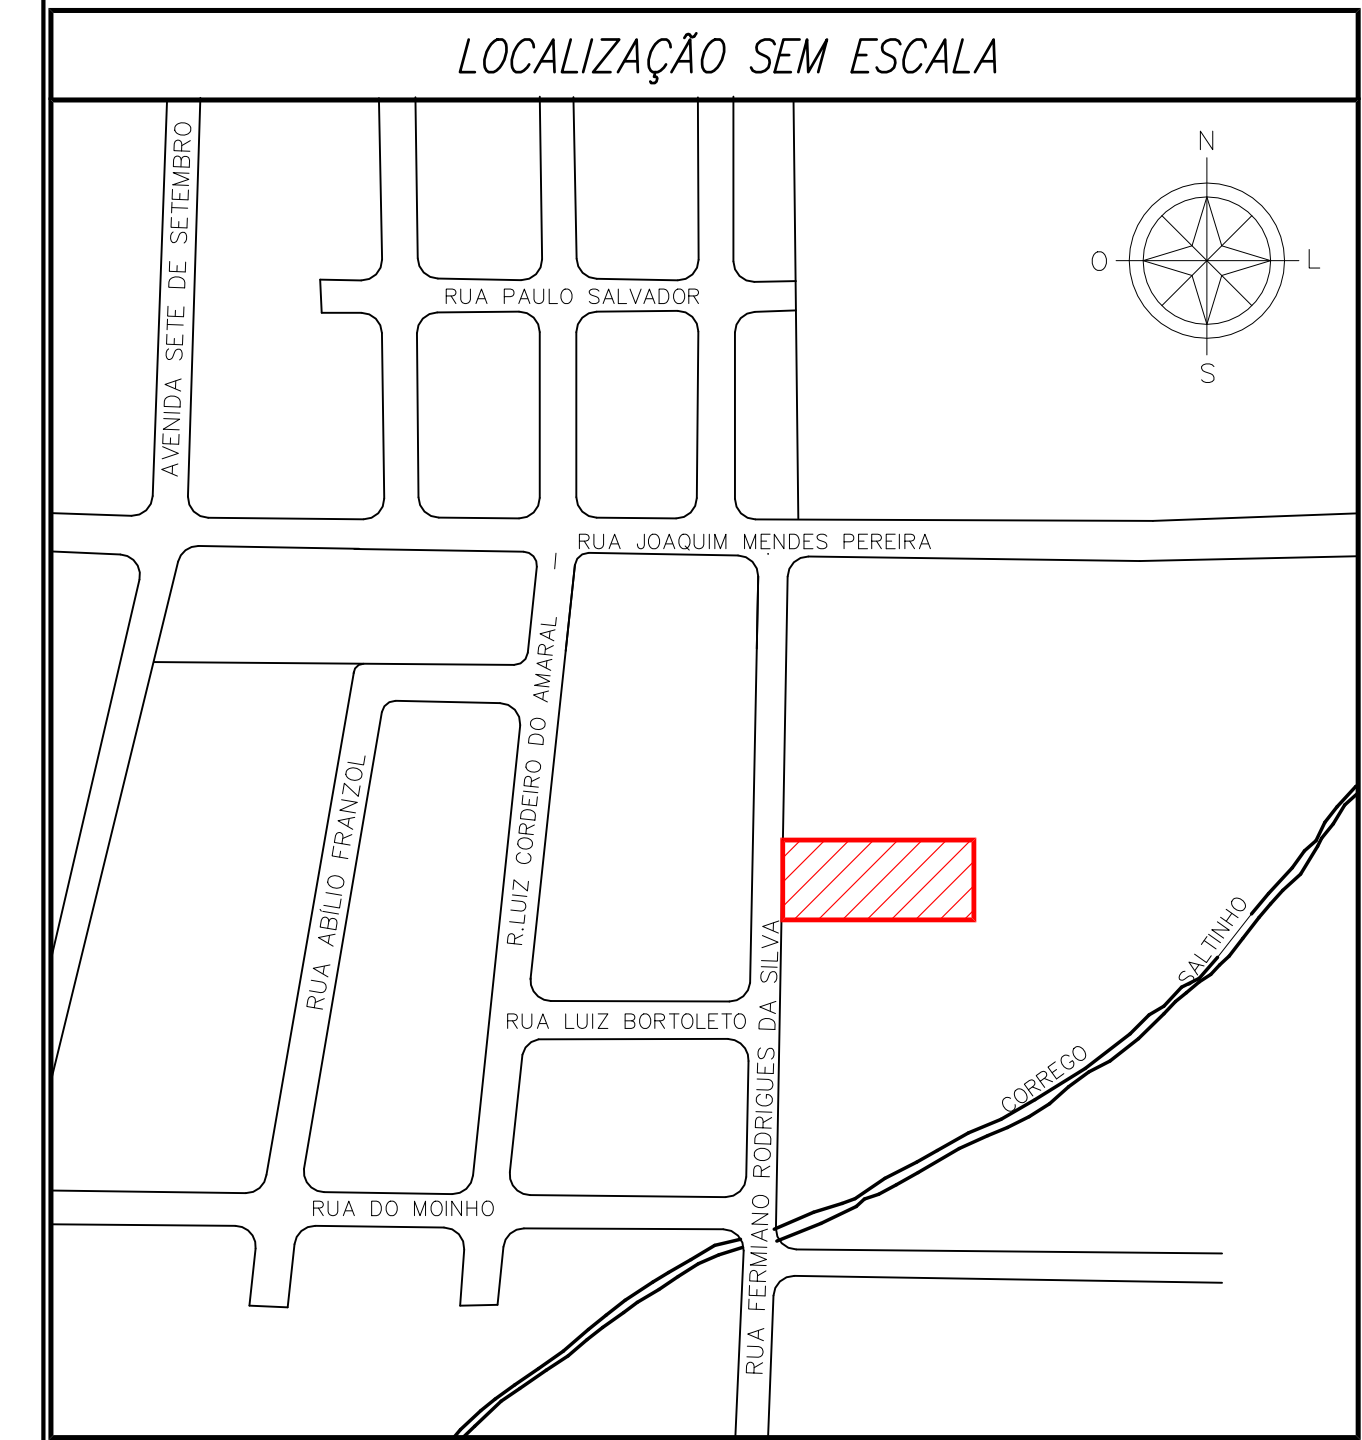 LOCALIZAÇÃO SEM ESCALA
AVENIDA SETE DE SETEMBRO
N
O
L
S
RUA PAULO SALVADOR
RUA JOAQUIM MENDES PEREIRA
R.LUIZ CORDEIRO DO AMARAL
RUA ABÍLIO FRANZOL
RUA LUIZ BORTOLETO
RUA FERMIANO RODRIGUES DA SILVA
CORREGO SALTINHO
RUA DO MOINHO